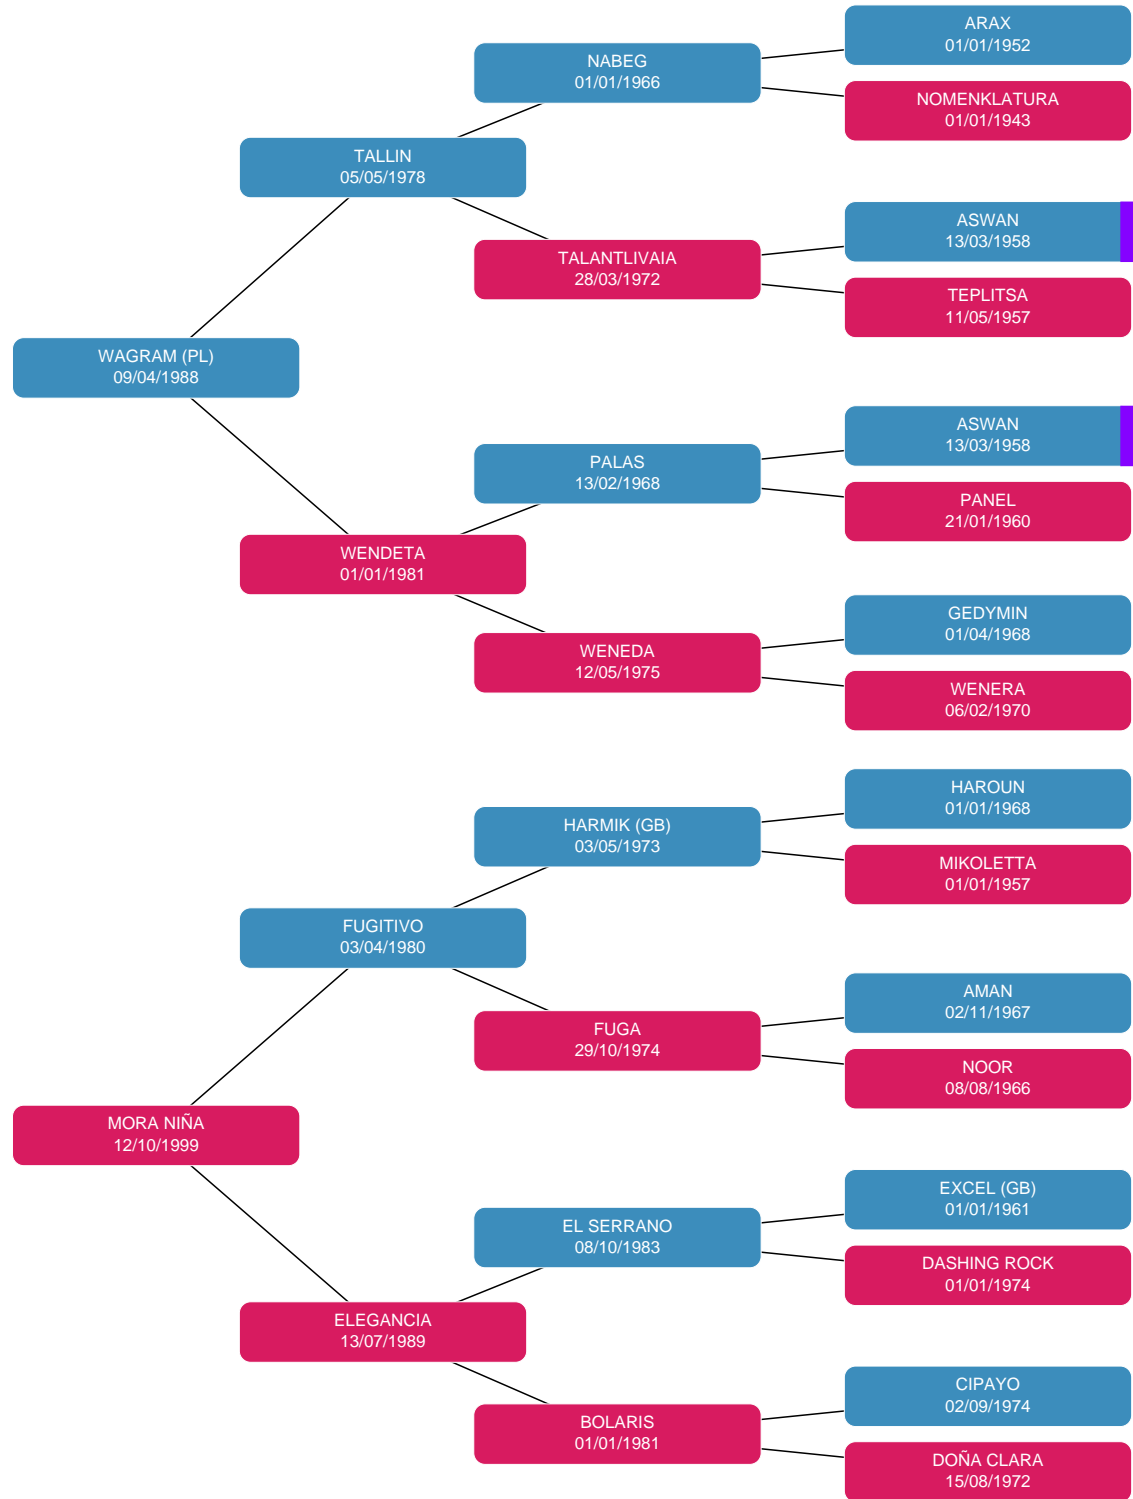 ARAX
01/01/1952
NABEG
01/01/1966
NOMENKLATURA
01/01/1943
TALLIN
05/05/1978
ASWAN
13/03/1958
TALANTLIVAIA
28/03/1972
TEPLITSA
11/05/1957
WAGRAM (PL)
09/04/1988
ASWAN
13/03/1958
PALAS
13/02/1968
PANEL
21/01/1960
WENDETA
01/01/1981
GEDYMIN
01/04/1968
WENEDA
12/05/1975
WENERA
06/02/1970
HAROUN
01/01/1968
HARMIK (GB)
03/05/1973
MIKOLETTA
01/01/1957
FUGITIVO
03/04/1980
AMAN
02/11/1967
FUGA
29/10/1974
NOOR
08/08/1966
MORA NIÑA
12/10/1999
EXCEL (GB)
01/01/1961
EL SERRANO
08/10/1983
DASHING ROCK
01/01/1974
ELEGANCIA
13/07/1989
CIPAYO
02/09/1974
BOLARIS
01/01/1981
DOÑA CLARA
15/08/1972